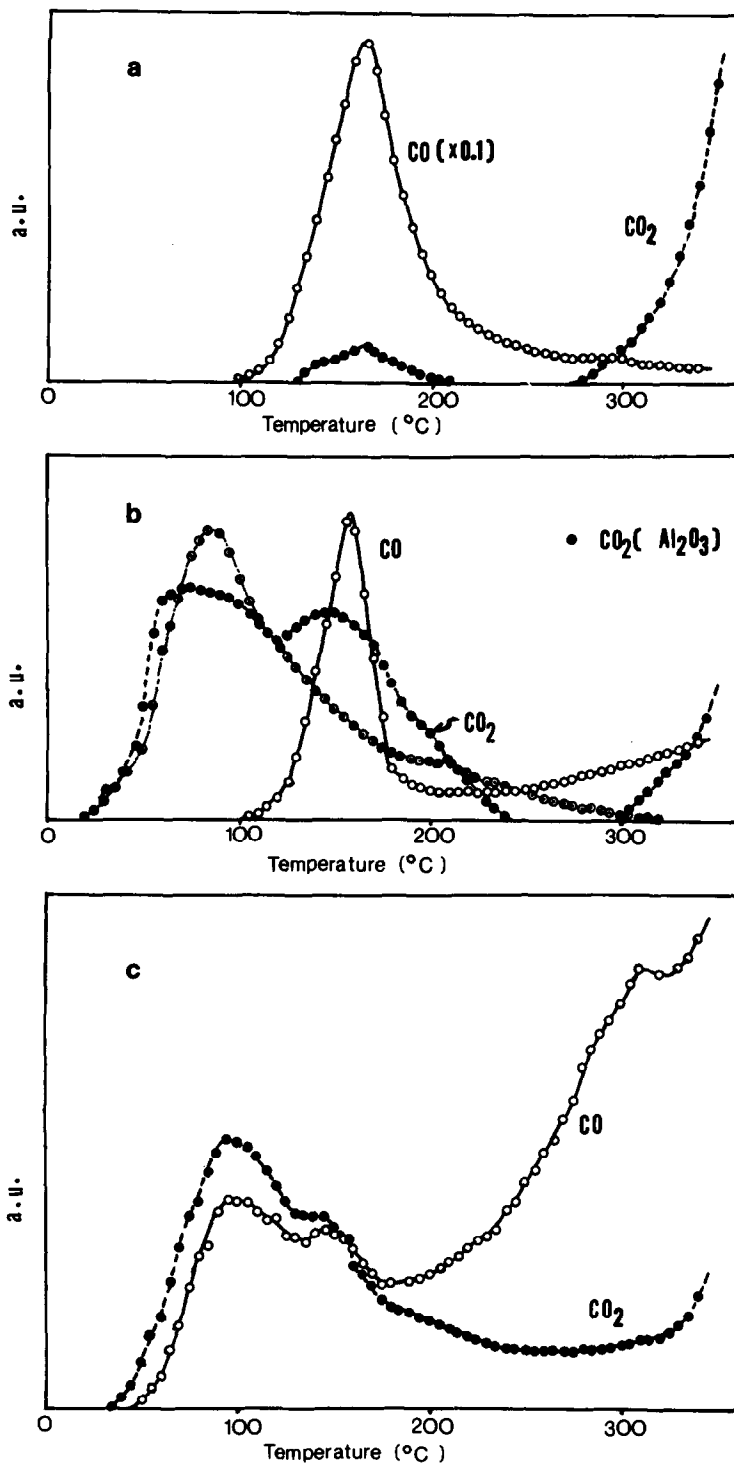 a
CO (x0.1)
CO2
a.u.
0 100 200 300
Temperature (°C)
b
CO
CO2( Al2O3)
CO2
a.u.
0 100 200 300
Temperature (°C)
c
CO
CO2
a.u.
0 100 200 300
Temperature (°C)